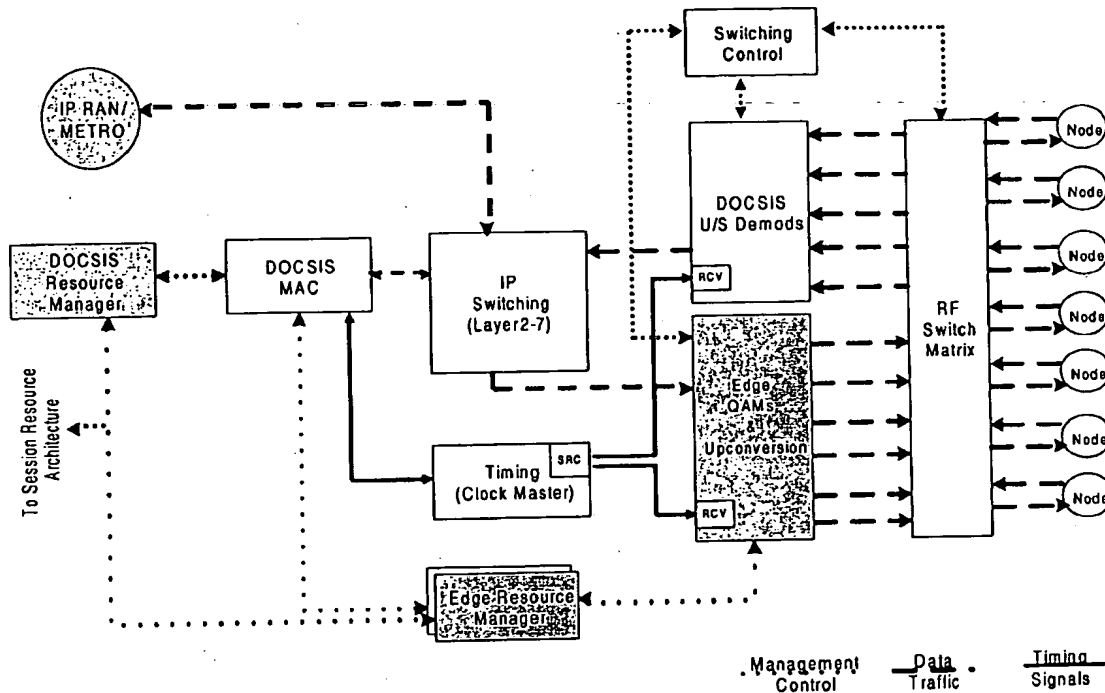 Switching
Control
IP RAN/
METRO
Node
Node
Node
Node
Node
Node
Node
DOCSIS
U/S Demods
RCV
DOCSIS
Resource
Manager
DOCSIS
MAC
IP
Switching
(Layer2-7)
RF
Switch
Matrix
Edge
QAMs
&
Upconversion
RCV
To Session Resource
Architecture
SRC
Timing
(Clock Master)
Edge Resource
Manager
Management
Control
Data
Traffic
Timing
Signals